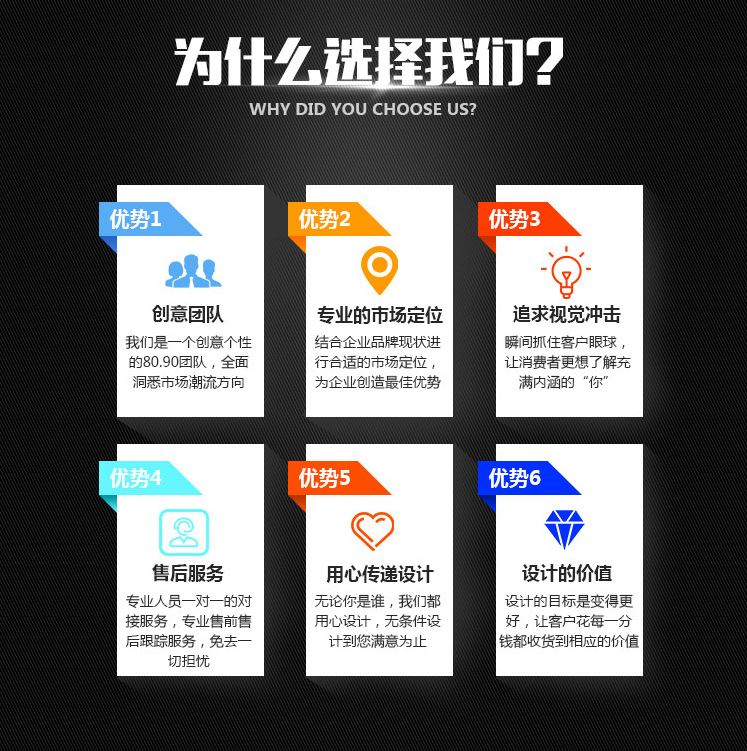 为什么选择我们?
WHY DID YOU CHOOSE US?
优势1
创意团队
我们是一个创意个性
的80.90团队，全面
洞悉市场潮流方向
优势2
专业的市场定位
结合企业品牌现状进
行合适的市场定位，
为企业创造最佳优势
优势3
追求视觉冲击
瞬间抓住客户眼球，
让消费者更想了解充
满内涵的“你”
优势4
售后服务
专业人员一对一的对
接服务，专业售前售
后跟踪服务，免去一
切担忧
优势5
用心传递设计
无论你是谁，我们都
用心设计，无条件设
计到您满意为止
优势6
设计的价值
设计的目标是变得更
好，让客户花每一分
钱都收货到相应的价值